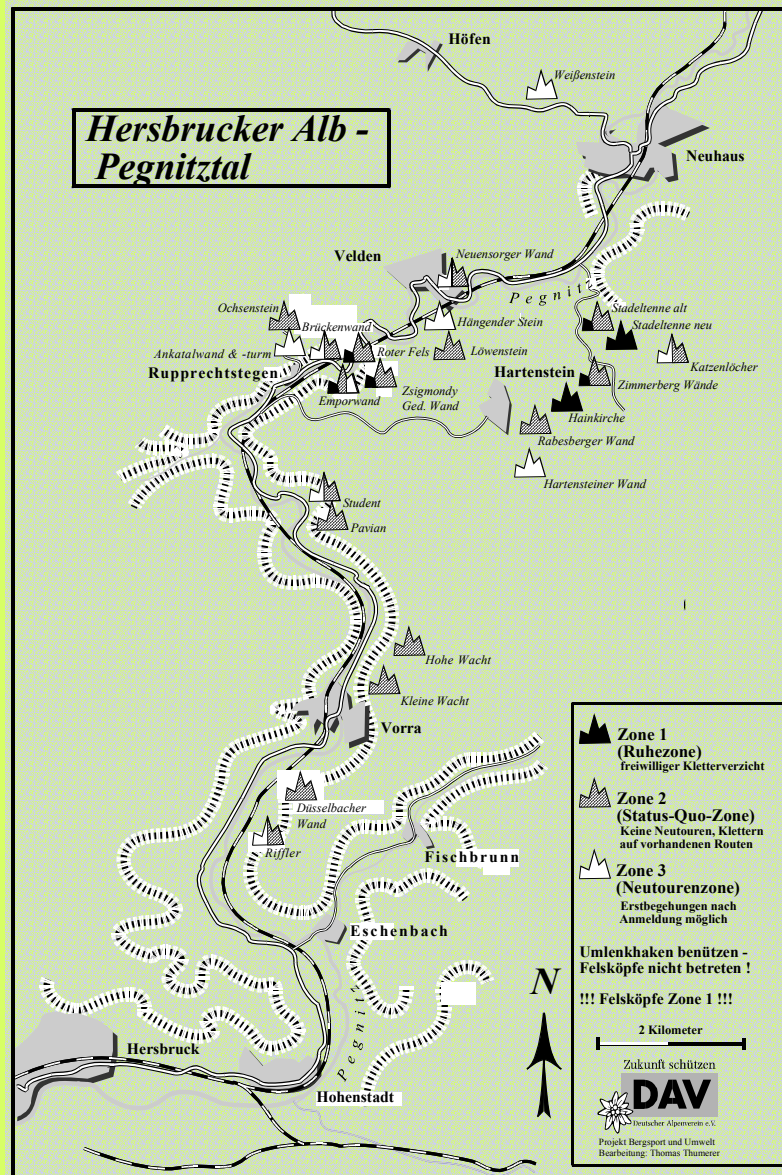 Höfen
Weißenstein
Hersbrucker Alb -
Pegnitztal
Neuhaus
Velden
Neuensorger Wand
Pegnitz
Ochsenstein
Brückenwand
Hängender Stein
Stadeltenne alt
Stadeltenne neu
Ankatalwand & -turm
Roter Fels
Löwenstein
Katzenlöcher
Rupprechtstegen
Hartenstein
Zimmerberg Wände
Emporwand
Zsigmondy
Ged. Wand
Hainkirche
Rabesberger Wand
Hartensteiner Wand
Student
Pavian
Hohe Wacht
Kleine Wacht
Vorra
Düsselbacher
Wand
Riffler
Fischbrunn
Eschenbach
Pegnitz
Hersbruck
Hohenstadt
N
Zone 1
(Ruhezone)
freiwilliger Kletterverzicht
Zone 2
(Status-Quo-Zone)
Keine Neutouren, Klettern
auf vorhandenen Routen
Zone 3
(Neutourenzone)
Erstbegehungen nach
Anmeldung möglich
Umlenkhaken benützen -
Felsköpfe nicht betreten !
!!! Felsköpfe Zone 1 !!!
2 Kilometer
Zukunft schützen
DAV
Deutscher Alpenverein e.V.
Projekt Bergsport und Umwelt
Bearbeitung: Thomas Thumerer